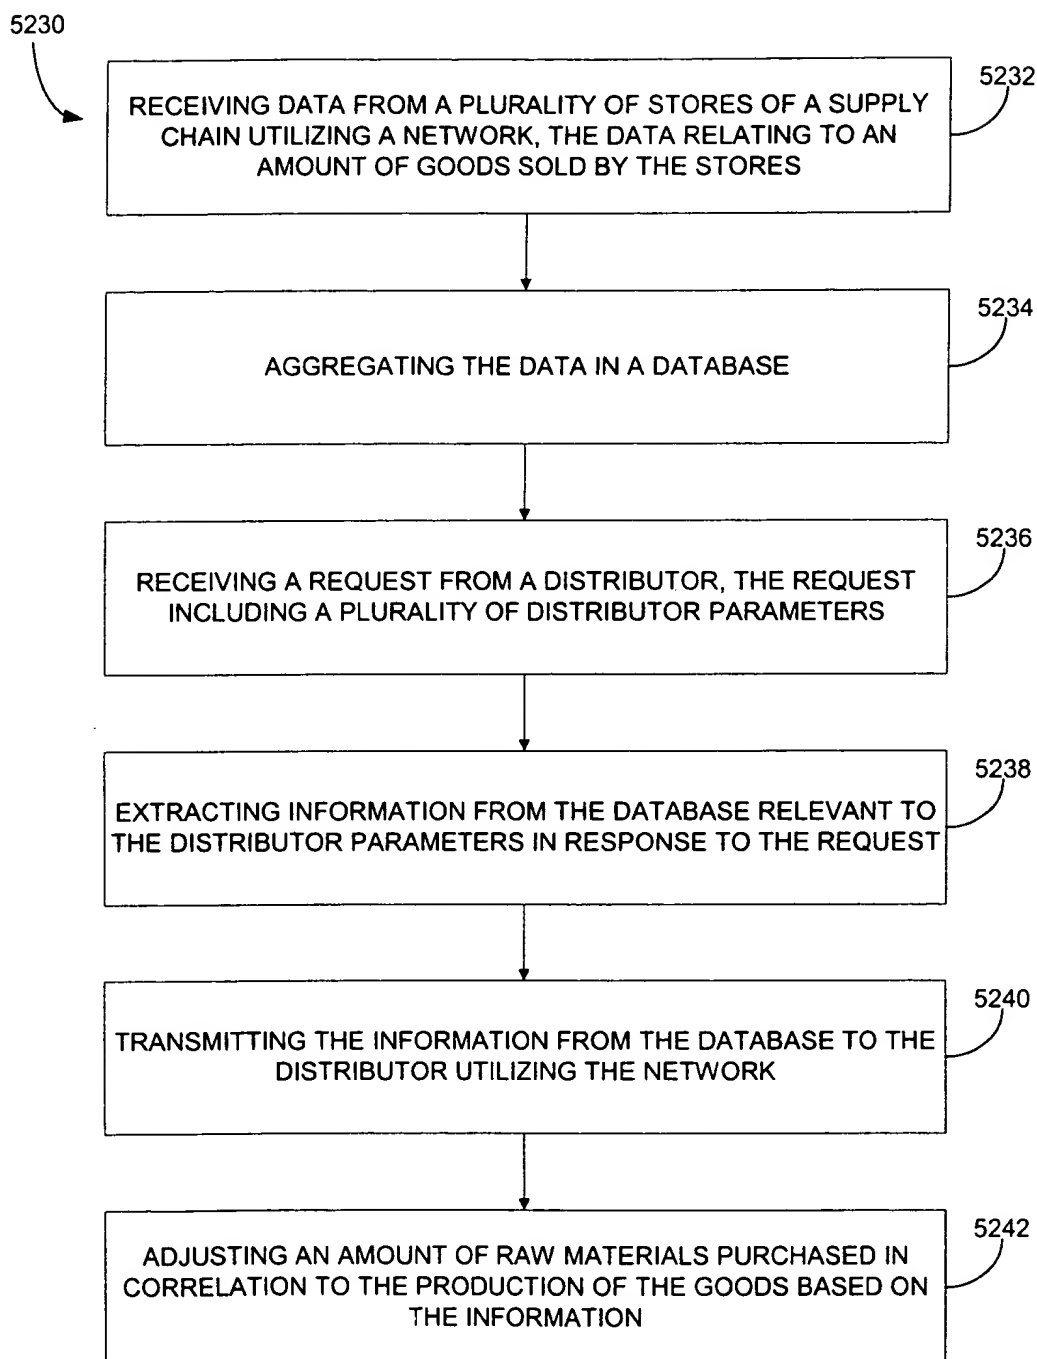 5230
5232
RECEIVING DATA FROM A PLURALITY OF STORES OF A SUPPLY
CHAIN UTILIZING A NETWORK, THE DATA RELATING TO AN
AMOUNT OF GOODS SOLD BY THE STORES
5234
AGGREGATING THE DATA IN A DATABASE
5236
RECEIVING A REQUEST FROM A DISTRIBUTOR, THE REQUEST
INCLUDING A PLURALITY OF DISTRIBUTOR PARAMETERS
5238
EXTRACTING INFORMATION FROM THE DATABASE RELEVANT TO
THE DISTRIBUTOR PARAMETERS IN RESPONSE TO THE REQUEST
5240
TRANSMITTING THE INFORMATION FROM THE DATABASE TO THE
DISTRIBUTOR UTILIZING THE NETWORK
5242
ADJUSTING AN AMOUNT OF RAW MATERIALS PURCHASED IN
CORRELATION TO THE PRODUCTION OF THE GOODS BASED ON
THE INFORMATION